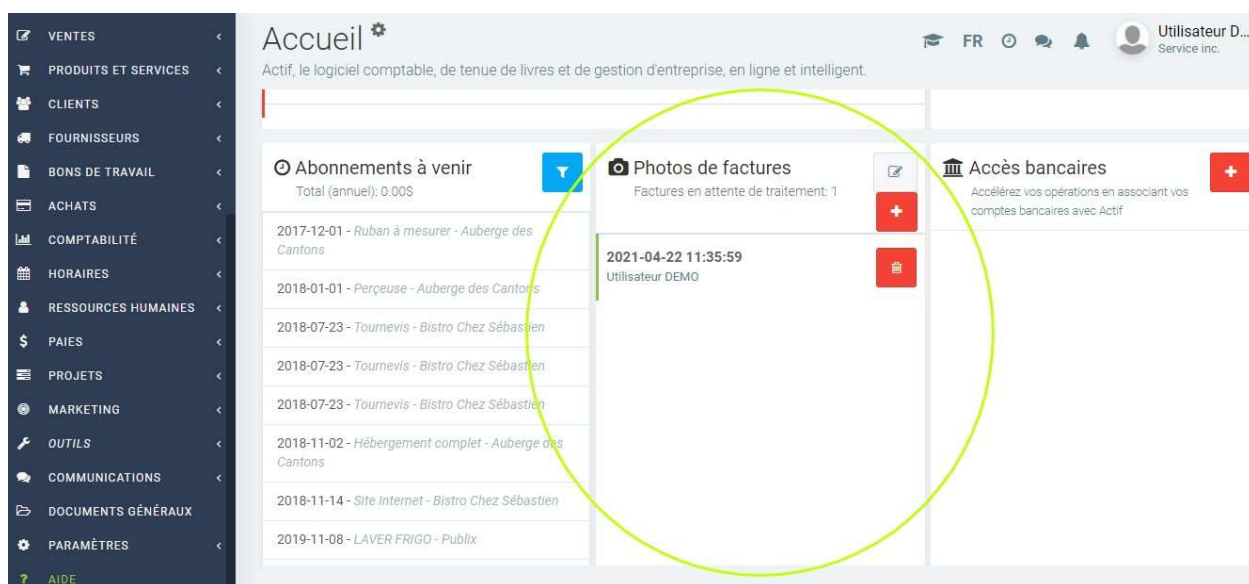 VENTES
PRODUITS ET SERVICES
CLIENTS
FOURNISSEURS
BONS DE TRAVAIL
ACHATS
COMPTABILITÉ
HORAIRES
RESSOURCES HUMAINES
PAIES
PROJETS
MARKETING
OUTILS
COMMUNICATIONS
DOCUMENTS GÉNÉRAUX
PARAMÈTRES
AIDE
Accueil
Actif, le logiciel comptable, de tenue de livres et de gestion d'entreprise, en ligne et intelligent.
FR
Utilisateur D...
Service inc.
Abonnements à venir
Total (annuel): 0.00$
2017-12-01 - Ruban à mesurer - Auberge des
Cantons
2018-01-01 - Perçeuse - Auberge des Cantons
2018-07-23 - Tournevis - Bistro Chez Sébastien
2018-07-23 - Tournevis - Bistro Chez Sébastien
2018-07-23 - Tournevis - Bistro Chez Sébastien
2018-11-02 - Hébergement complet - Auberge des
Cantons
2018-11-14 - Site Internet - Bistro Chez Sébastien
2019-11-08 - LAVER FRIGO - Publix
Photos de factures
Factures en attente de traitement: 1
2021-04-22 11:35:59
Utilisateur DEMO
Accès bancaires
Accélérez vos opérations en associant vos
comptes bancaires avec Actif